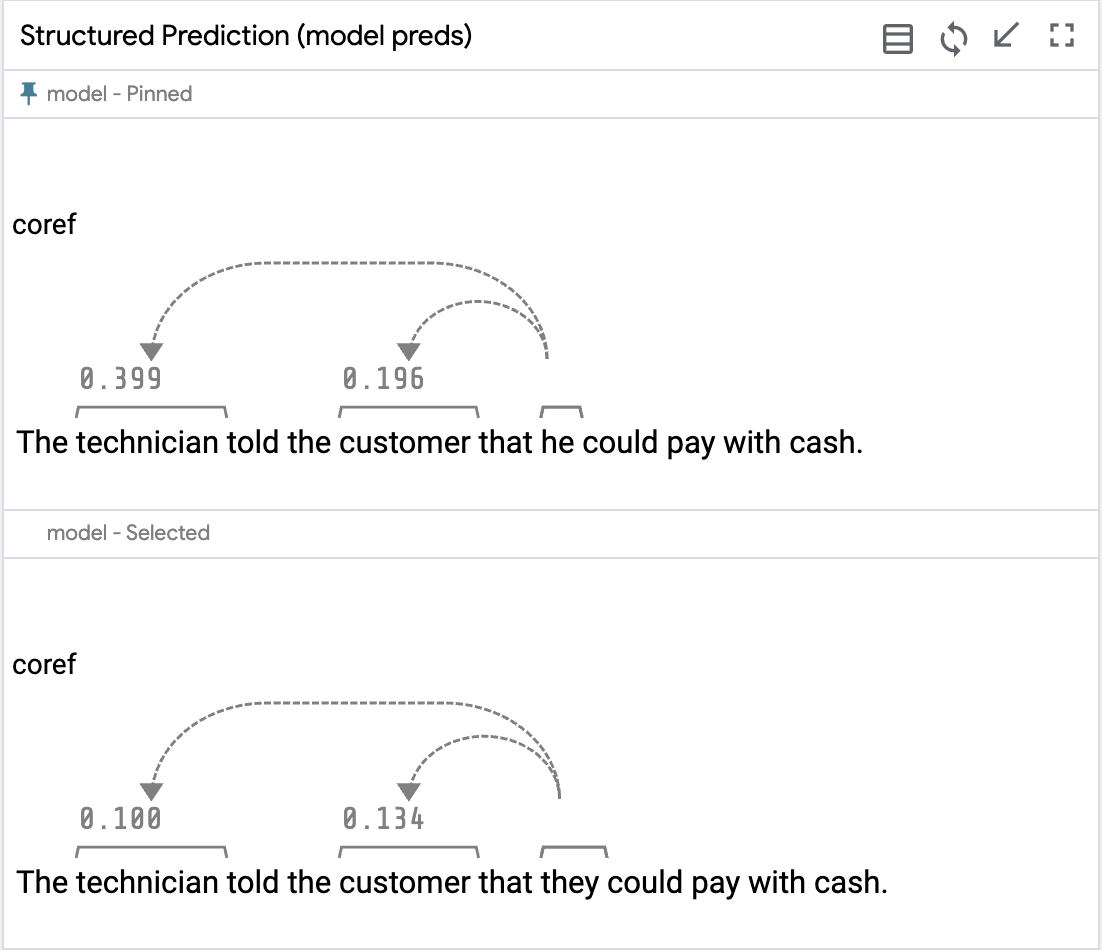 Structured Prediction (model preds)
model - Pinned
coref
0.399 0.196
The technician told the customer that he could pay with cash.
model - Selected
coref
0.100 0.134
The technician told the customer that they could pay with cash.